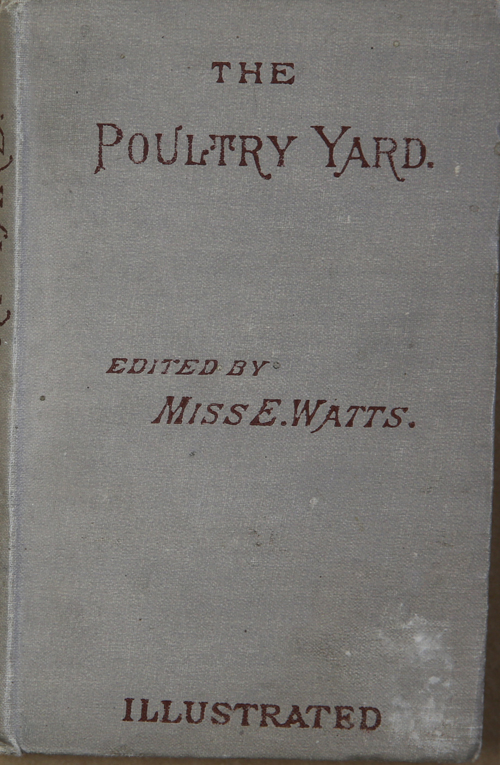 THE
POULTRY YARD.
EDITED BY
MISS E. WATTS.
ILLUSTRATED